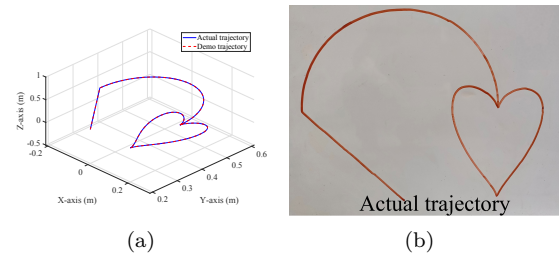 Actual trajectory
Demo trajectory
1
0.5
0
-0.5
Z-axis (m)
-0.2
0
0.2
X-axis (m)
0.2
0.3
0.4
0.5
0.6
Y-axis (m)
Actual trajectory
(a)
(b)